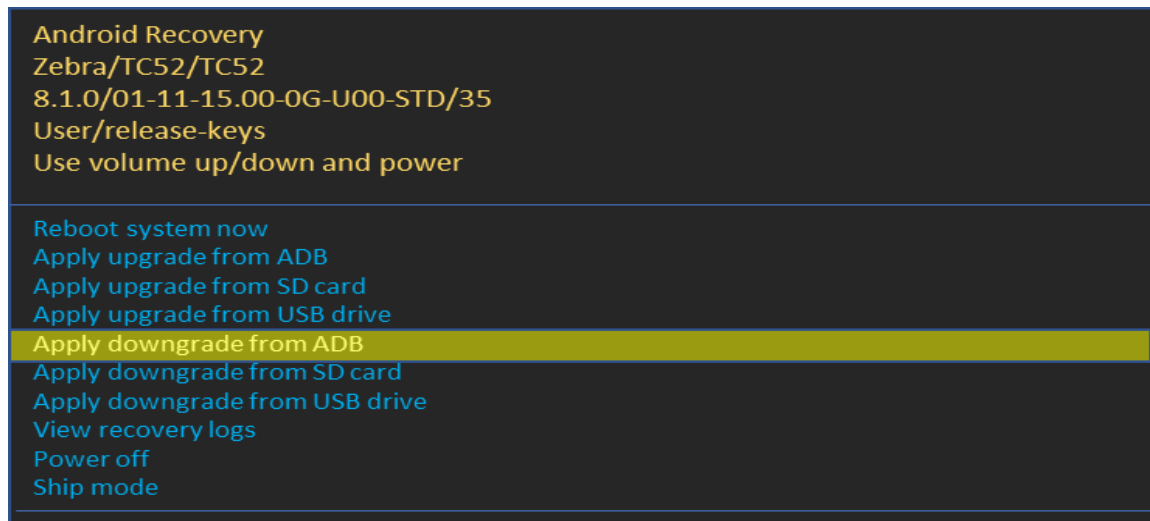 Android Recovery
Zebra/TC52/TC52
8.1.0/01-11-15.00-0G-U00-STD/35
User/release-keys
Use volume up/down and power
Reboot system now
Apply upgrade from ADB
Apply upgrade from SD card
Apply upgrade from USB drive
Apply downgrade from ADB
Apply downgrade from SD card
Apply downgrade from USB drive
View recovery logs
Power off
Ship mode